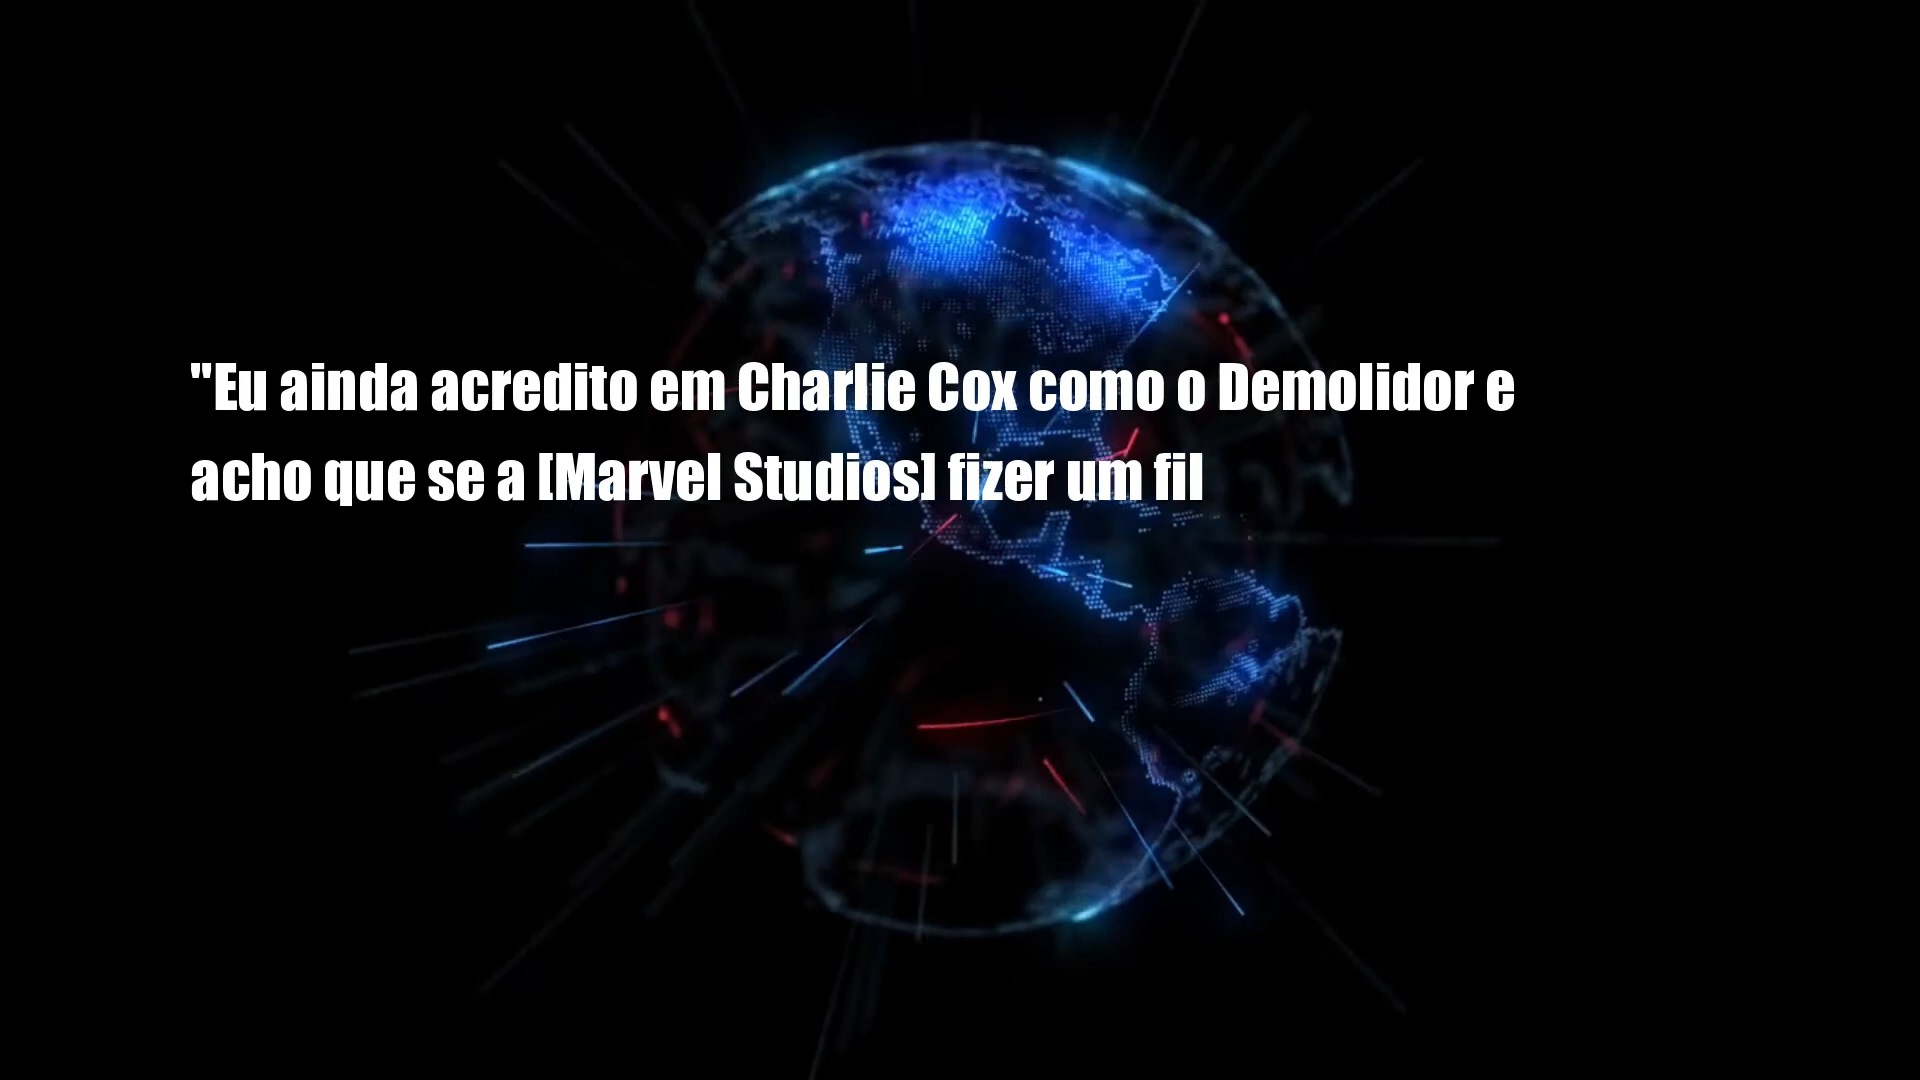 "Eu ainda acredito em Charlie Cox como o Demolidor e
acho que se a [Marvel Studios] fizer um fil